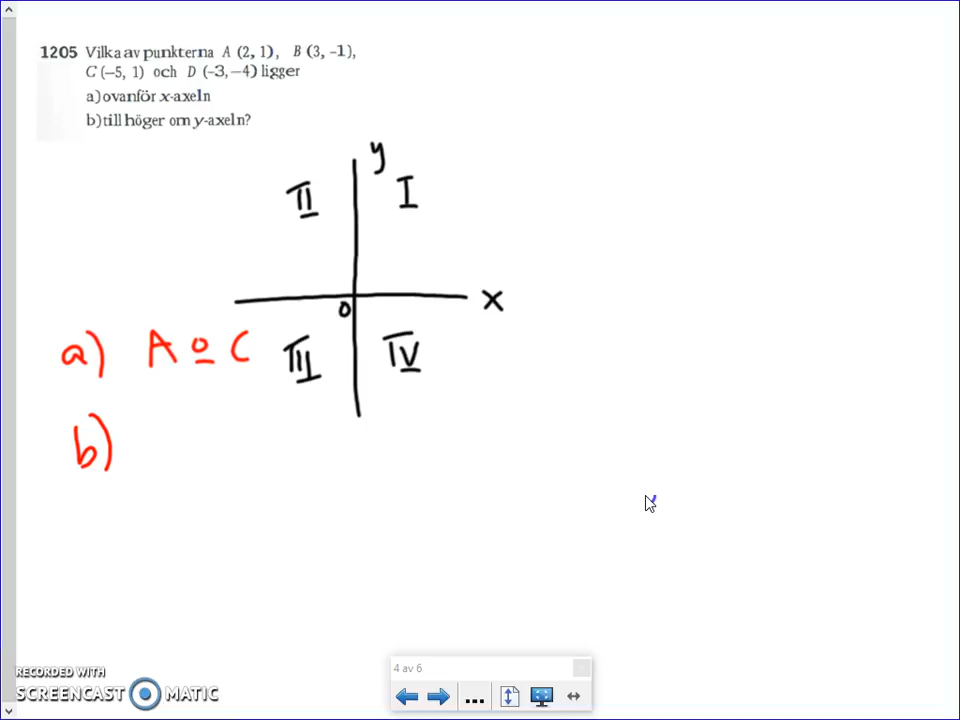 1205 Vilka av punkterna A (2, 1), B (3, -1),
C (-5, 1) och D (-3, -4) ligger
a) ovanför x-axeln
b) till höger om y-axeln?
y
II I
x
0
a) A o C III IV
b)
4 av 6
RECORDED WITH
SCREENCAST MATIC